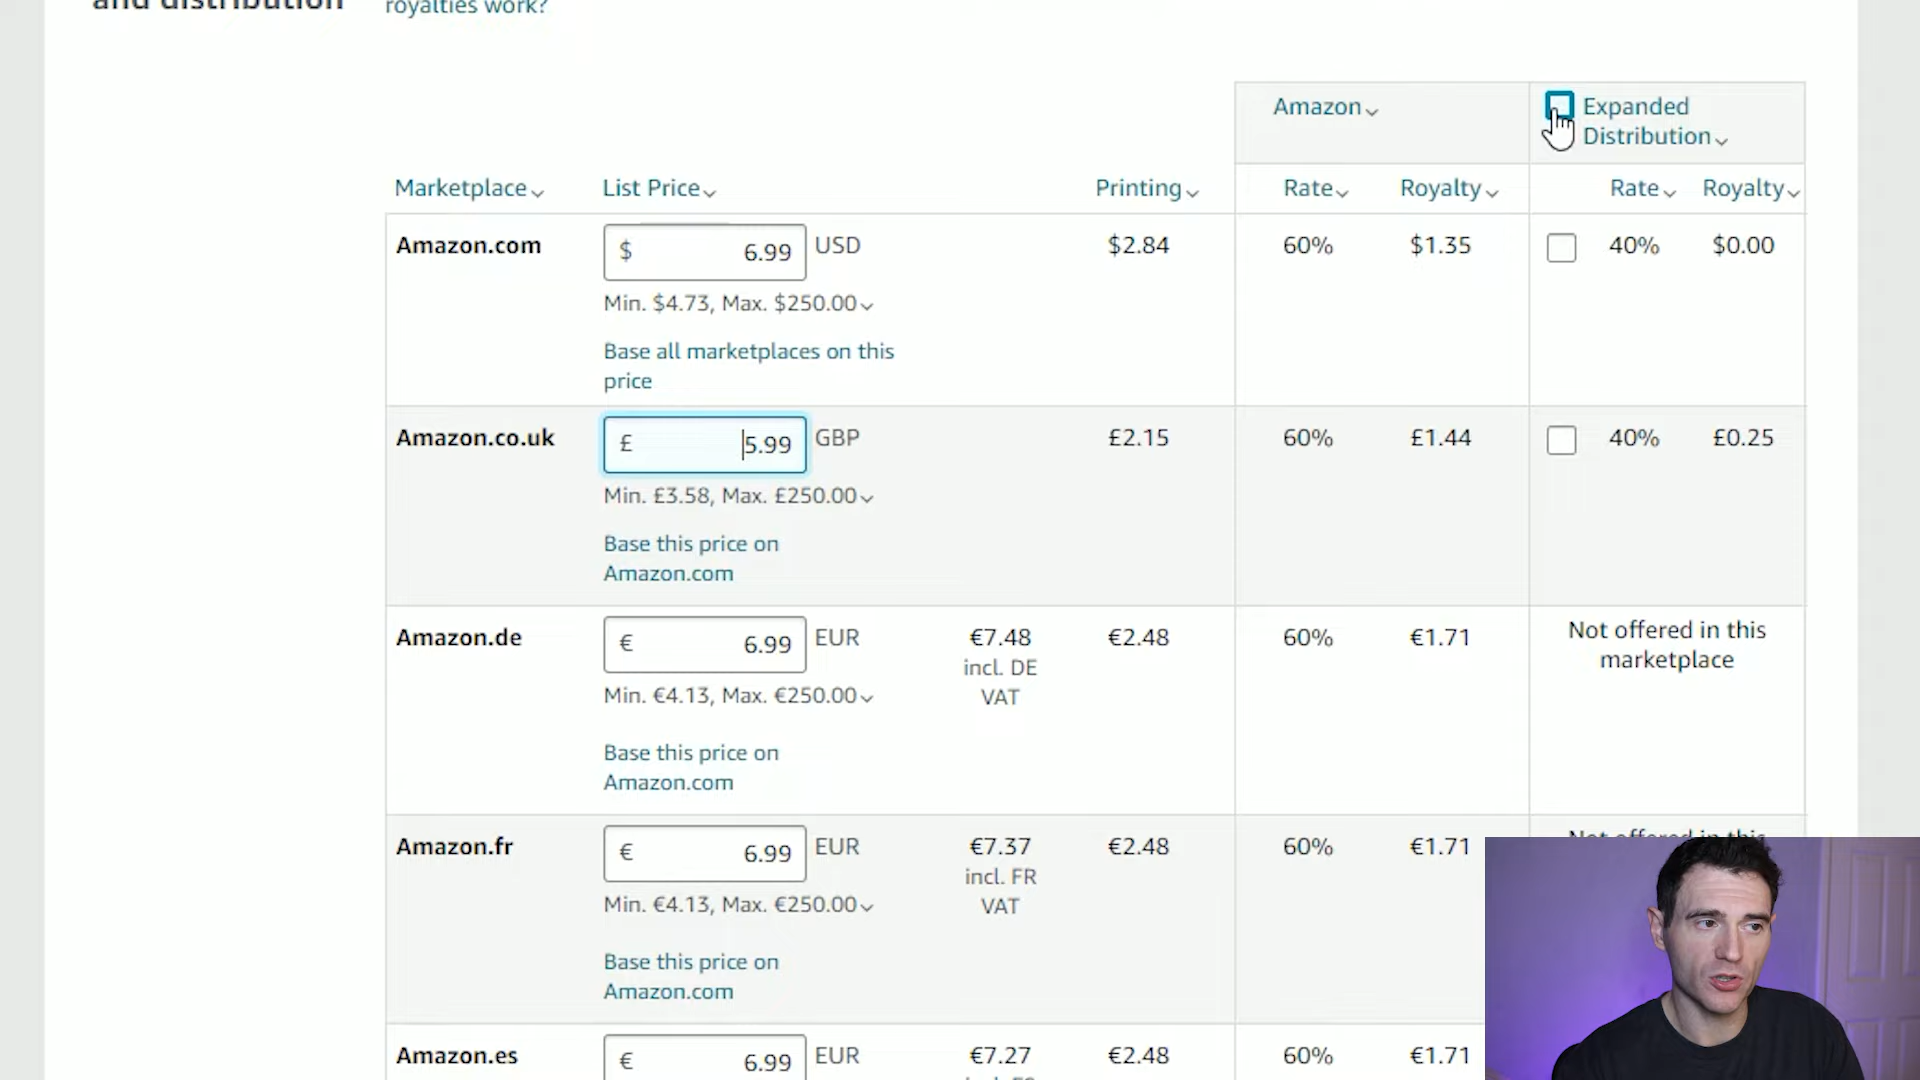 and distribution
royalties work?
Amazon
Expanded
Distribution
Marketplace
List Price
Printing
Rate
Royalty
Rate
Royalty
Amazon.com
$ 6.99 USD
$2.84
60%
$1.35
40%
$0.00
Min. $4.73, Max. $250.00
Base all marketplaces on this
price
Amazon.co.uk
£ 5.99 GBP
£2.15
60%
£1.44
40%
£0.25
Min. £3.58, Max. £250.00
Base this price on
Amazon.com
Amazon.de
€ 6.99 EUR
€7.48
incl. DE
VAT
€2.48
60%
€1.71
Not offered in this
marketplace
Min. €4.13, Max. €250.00
Base this price on
Amazon.com
Amazon.fr
€ 6.99 EUR
€7.37
incl. FR
VAT
€2.48
60%
€1.71
Not offered in this
Min. €4.13, Max. €250.00
Base this price on
Amazon.com
Amazon.es
€ 6.99 EUR
€7.27
€2.48
60%
€1.71